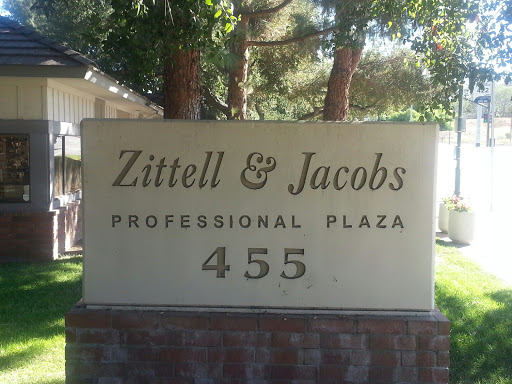 Zittell & Jacobs
PROFESSIONAL PLAZA
455